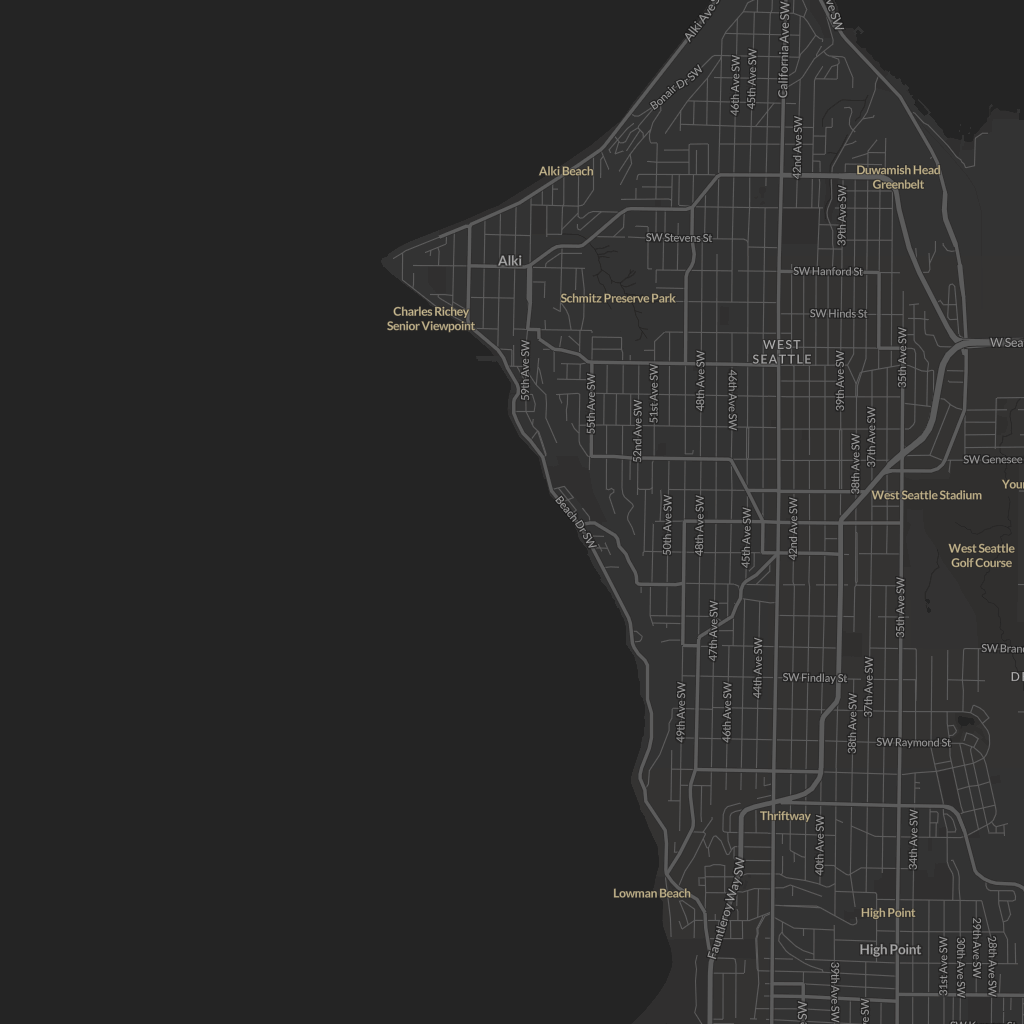 Alki Ave S
ve SW
California Ave SW
46th Ave SW
45th Ave SW
Bonair Dr SW
42nd Ave SW
Alki Beach
Duwamish Head
Greenbelt
39th Ave SW
SW Stevens St
Alki
SW Hanford St
Schmitz Preserve Park
Charles Richey
Senior Viewpoint
SW Hinds St
WEST
SEATTLE
W Sea
35th Ave SW
59th Ave SW
55th Ave SW
51st Ave SW
48th Ave SW
46th Ave SW
39th Ave SW
52nd Ave SW
37th Ave SW
38th Ave SW
SW Genesee
West Seattle Stadium
Your
Beach Dr SW
50th Ave SW
48th Ave SW
45th Ave SW
42nd Ave SW
West Seattle
Golf Course
35th Ave SW
47th Ave SW
44th Ave SW
SW Bran
SW Findlay St
DE
49th Ave SW
46th Ave SW
38th Ave SW
37th Ave SW
SW Raymond St
Thriftway
40th Ave SW
34th Ave SW
Lowman Beach
Fauntleroy Way SW
High Point
High Point
39th Ave SW
31st Ave SW
30th Ave SW
29th Ave SW
28th Ave SW
e SW
ve SW